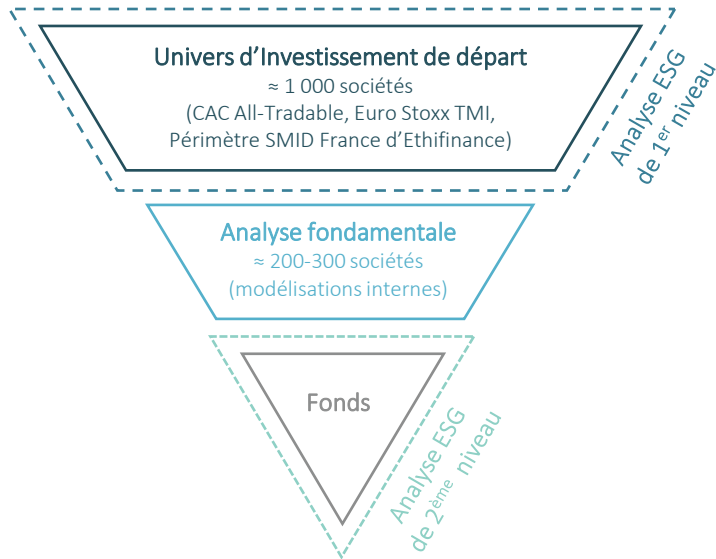 Univers d'Investissement de départ
≈ 1 000 sociétés
(CAC All-Tradable, Euro Stoxx TMI,
Périmètre SMID France d'Ethifinance)
Analyse ESG
de 1er niveau
Analyse fondamentale
≈ 200-300 sociétés
(modélisations internes)
Fonds
Analyse ESG
de 2ème niveau